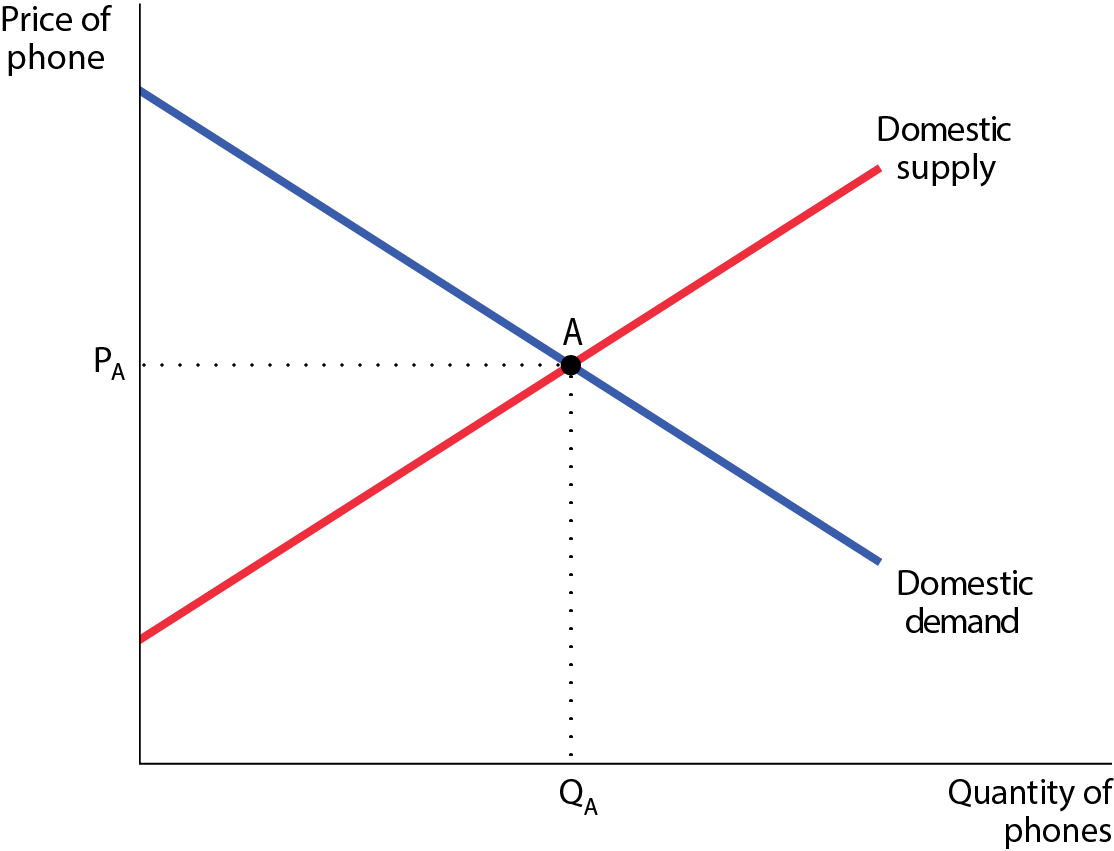 Price of
phone
Domestic
supply
A
PA
Domestic
demand
QA
Quantity of
phones